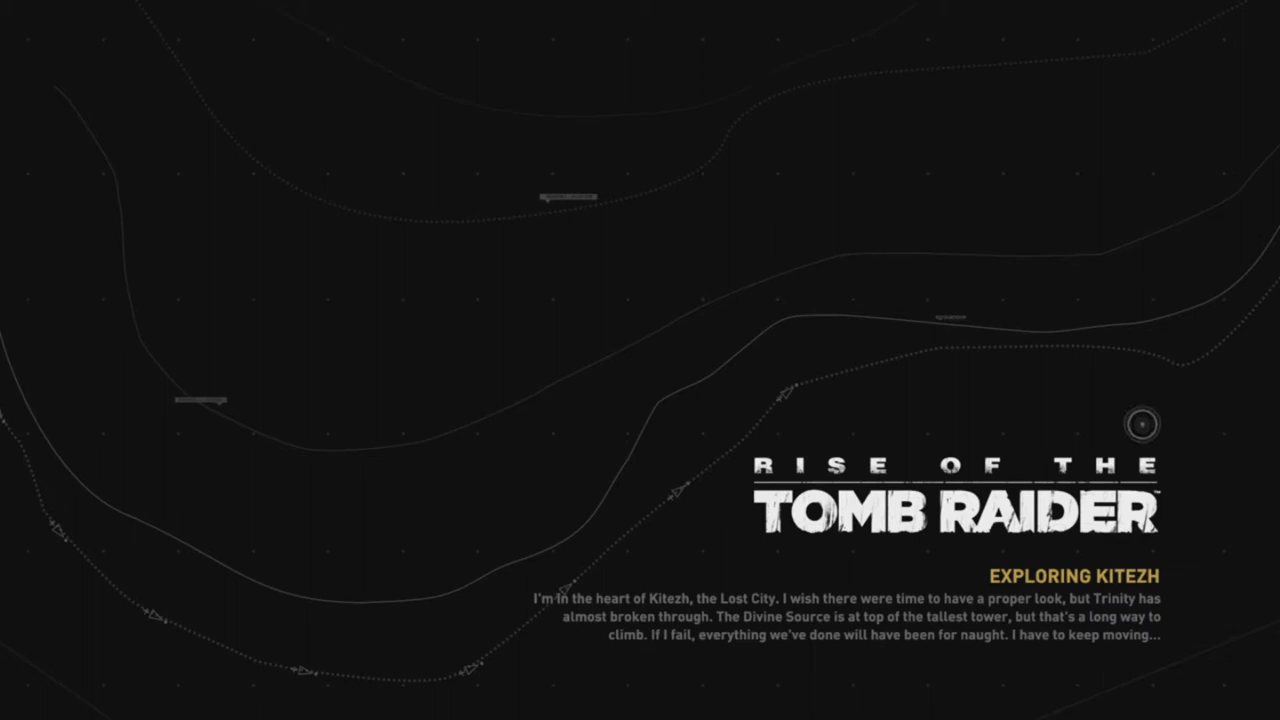 RISE OF THE
TOMB RAIDER™
EXPLORING KITEZH
I'm in the heart of Kitezh, the Lost City. I wish there were time to have a proper look, but Trinity has
almost broken through. The Divine Source is at top of the tallest tower, but that's a long way to
climb. If I fail, everything we've done will have been for naught. I have to keep moving...